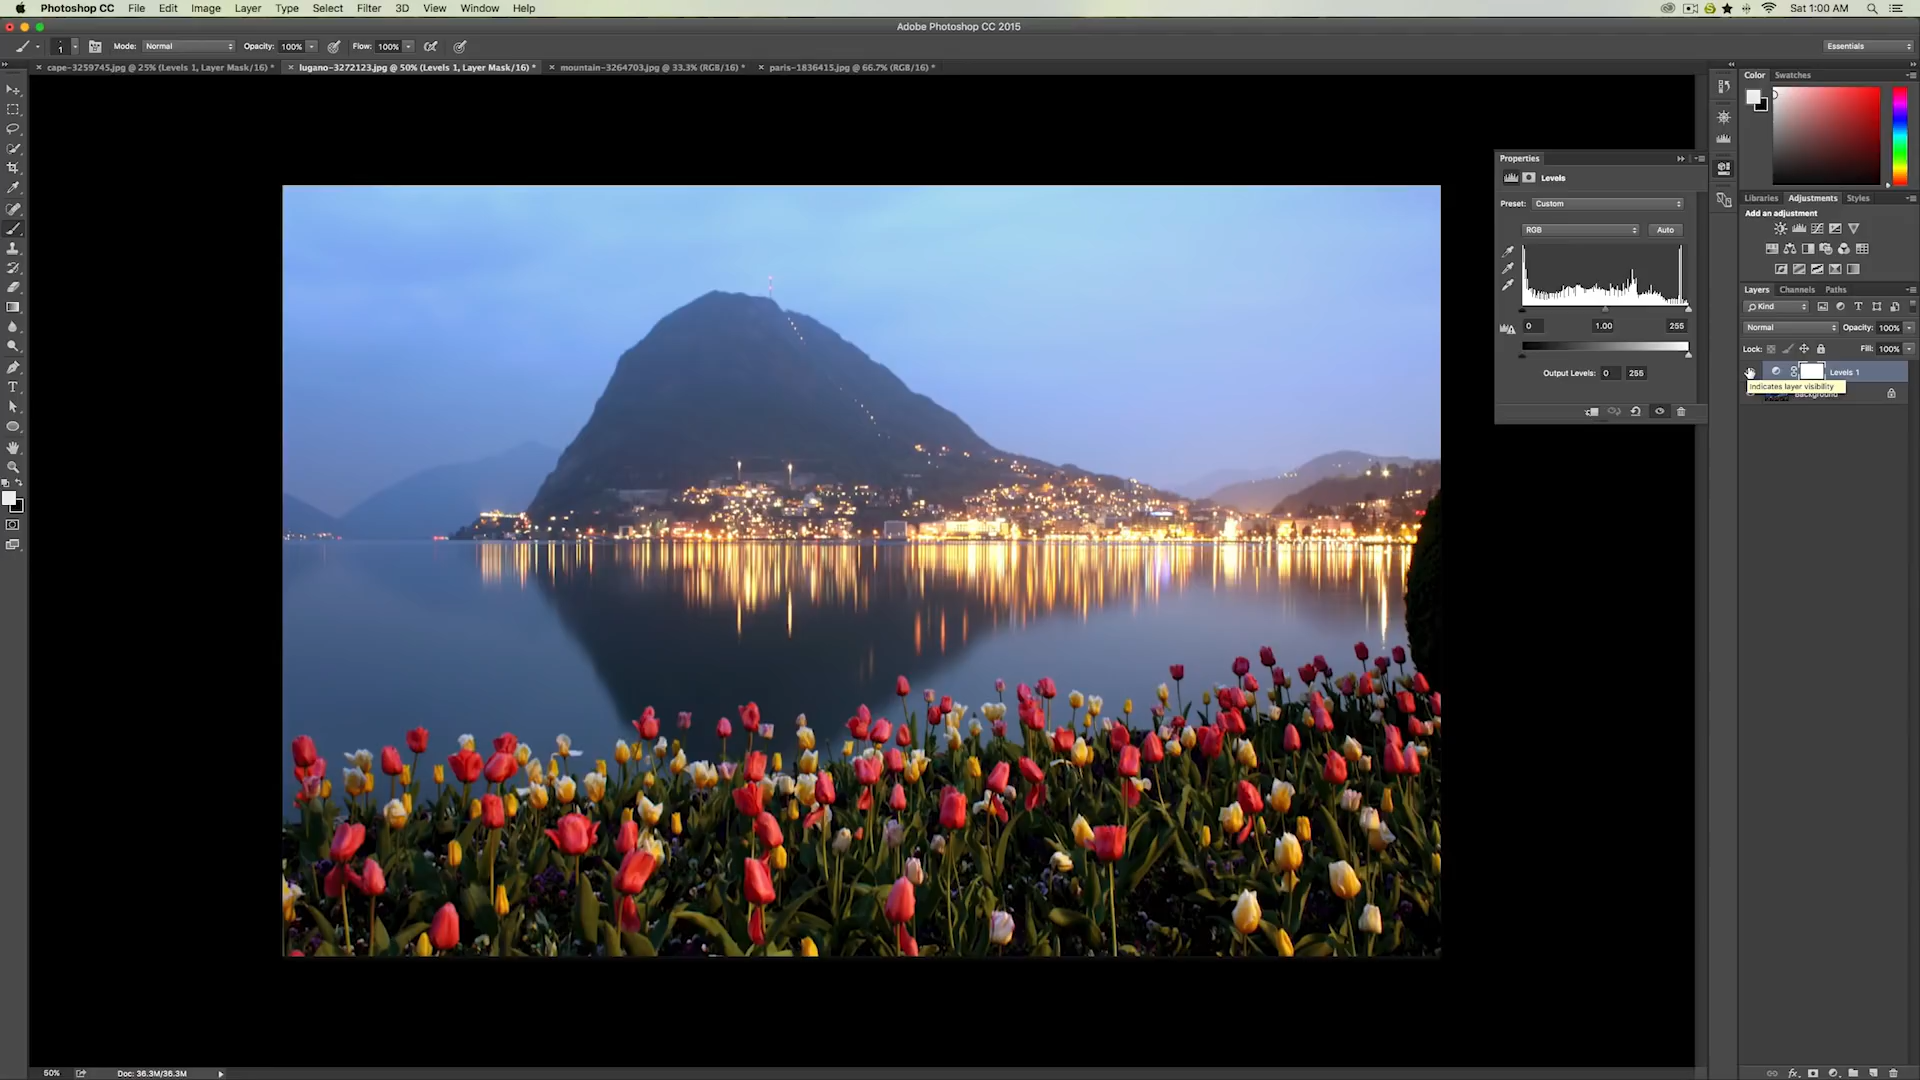 Photoshop CC File Edit Image Layer Type Select Filter 3D View Window Help
Sat 1:00 AM
Adobe Photoshop CC 2015
1 Mode: Normal Opacity: 100% Flow: 100%
Essentials
cape-3259745.jpg @ 25% (Levels 1, Layer Mask/16) *
lugano-3272123.jpg @ 50% (Levels 1, Layer Mask/16) *
mountain-3264703.jpg @ 33.3% (RGB/16) *
paris-1836415.jpg @ 66.7% (RGB/16) *
Color Swatches
Properties
Levels
Preset: Custom
RGB Auto
0 1.00 255
Output Levels: 0 255
Libraries Adjustments Styles
Add an adjustment
Layers Channels Paths
Kind
Normal Opacity: 100%
Lock: Fill: 100%
Levels 1
Indicates layer visibility
Background
50% Doc: 36.3M/36.3M